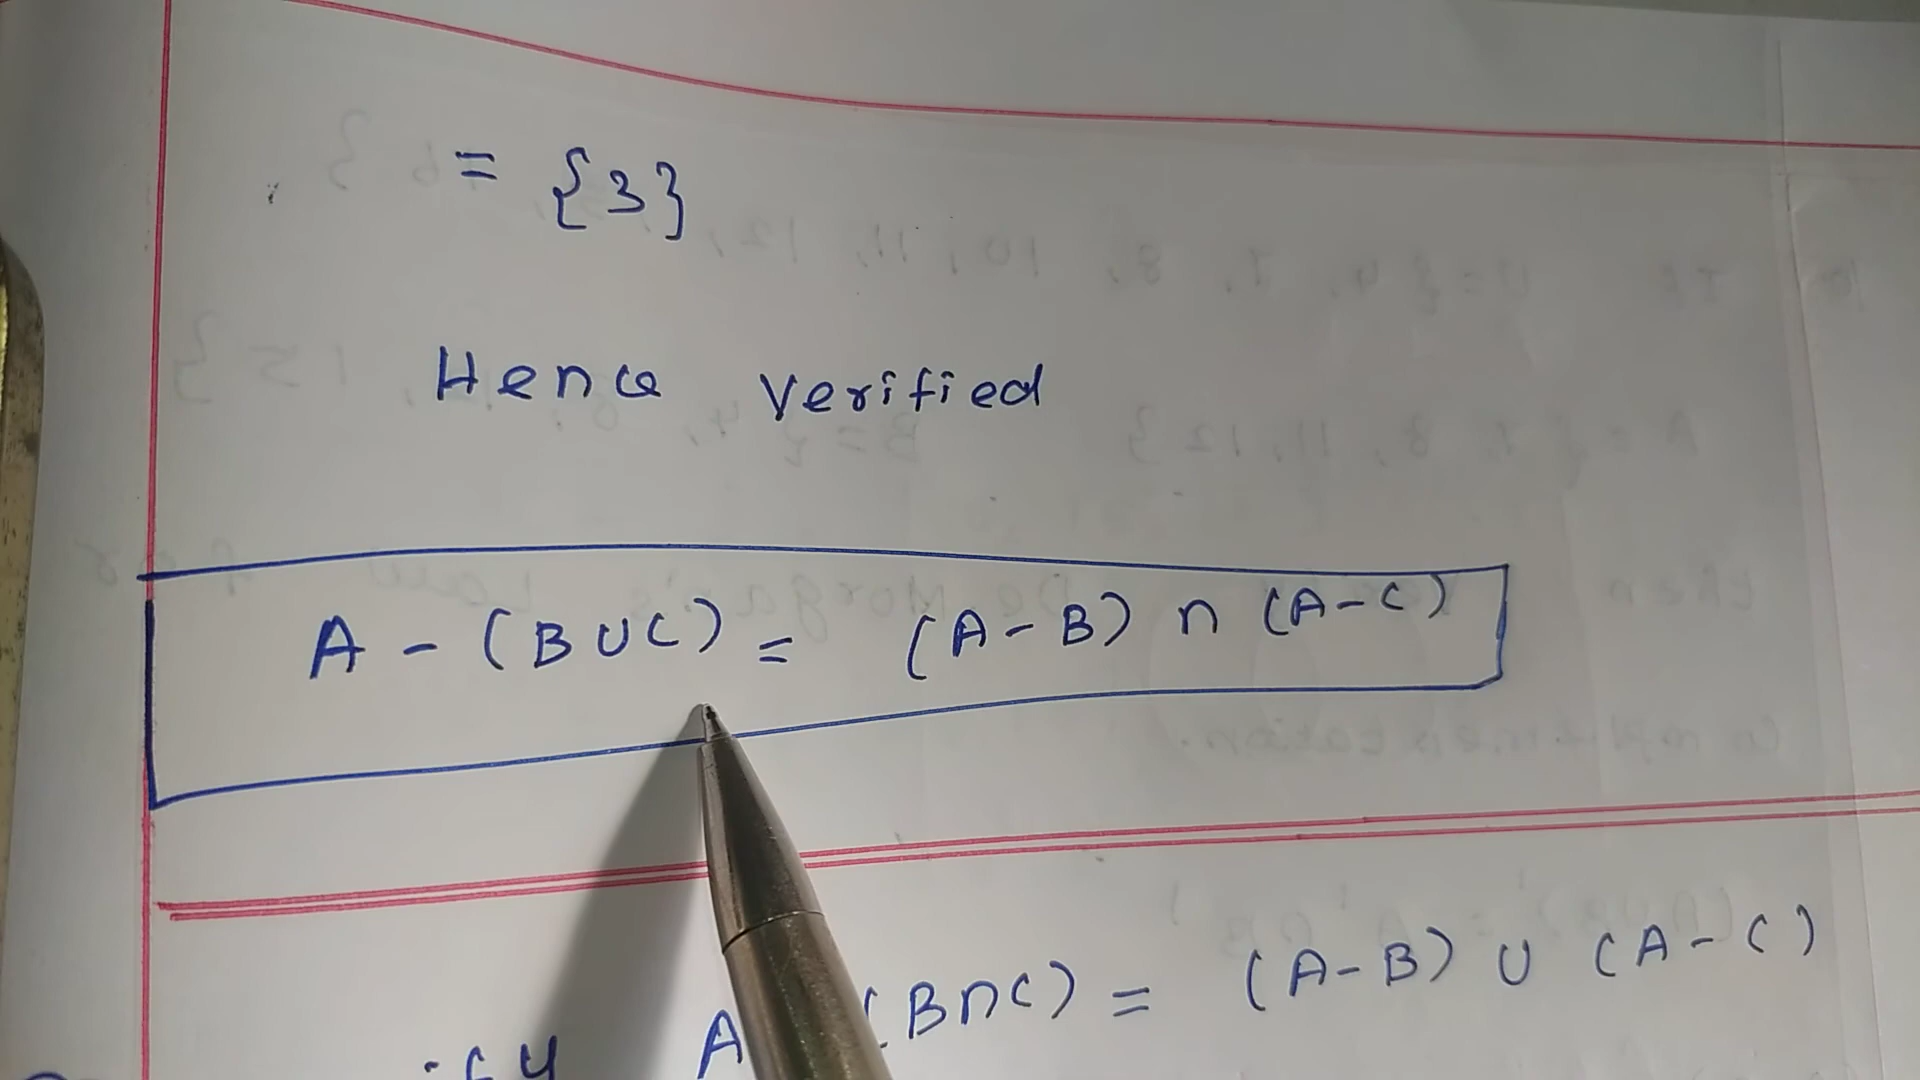 = {3}
Hence Verified
A - (B ∪ C) = (A - B) ∩ (A - C)
A (B ∩ C) = (A - B) ∪ (A - C)